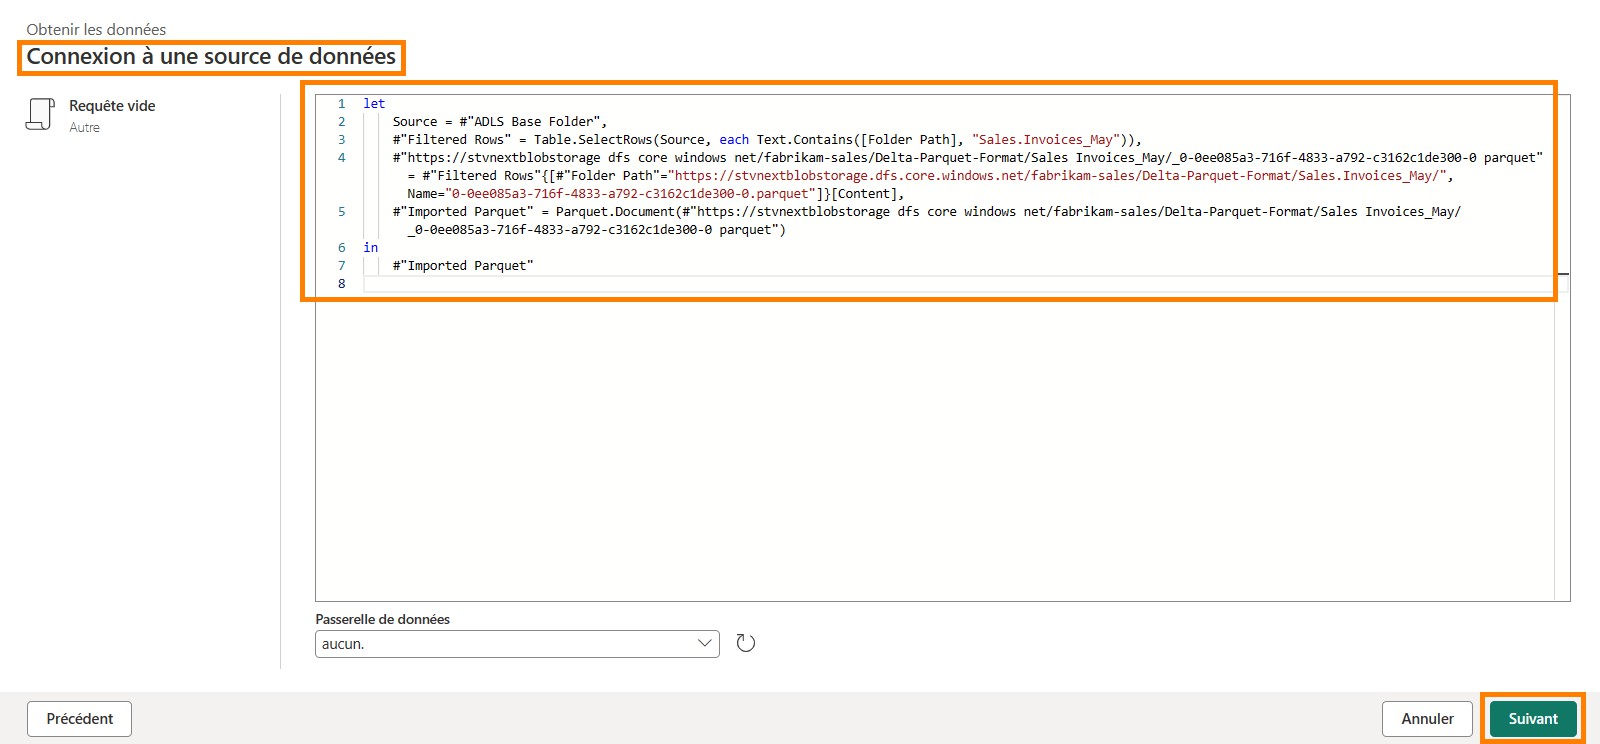 Obtenir les données
Connexion à une source de données
Requête vide
Autre
1 let
2 Source = #"ADLS Base Folder",
3 #"Filtered Rows" = Table.SelectRows(Source, each Text.Contains([Folder Path], "Sales.Invoices_May")),
4 #"https://stvnextblobstorage dfs core windows net/fabrikam-sales/Delta-Parquet-Format/Sales Invoices_May/_0-0ee085a3-716f-4833-a792-c3162c1de300-0 parquet"
= #"Filtered Rows"{[#"Folder Path"="https://stvnextblobstorage.dfs.core.windows.net/fabrikam-sales/Delta-Parquet-Format/Sales.Invoices_May/",
Name="0-0ee085a3-716f-4833-a792-c3162c1de300-0.parquet"]}[Content],
5 #"Imported Parquet" = Parquet.Document(#"https://stvnextblobstorage dfs core windows net/fabrikam-sales/Delta-Parquet-Format/Sales Invoices_May/
_0-0ee085a3-716f-4833-a792-c3162c1de300-0 parquet")
6 in
7 #"Imported Parquet"
8
Passerelle de données
aucun.
Précédent
Annuler
Suivant